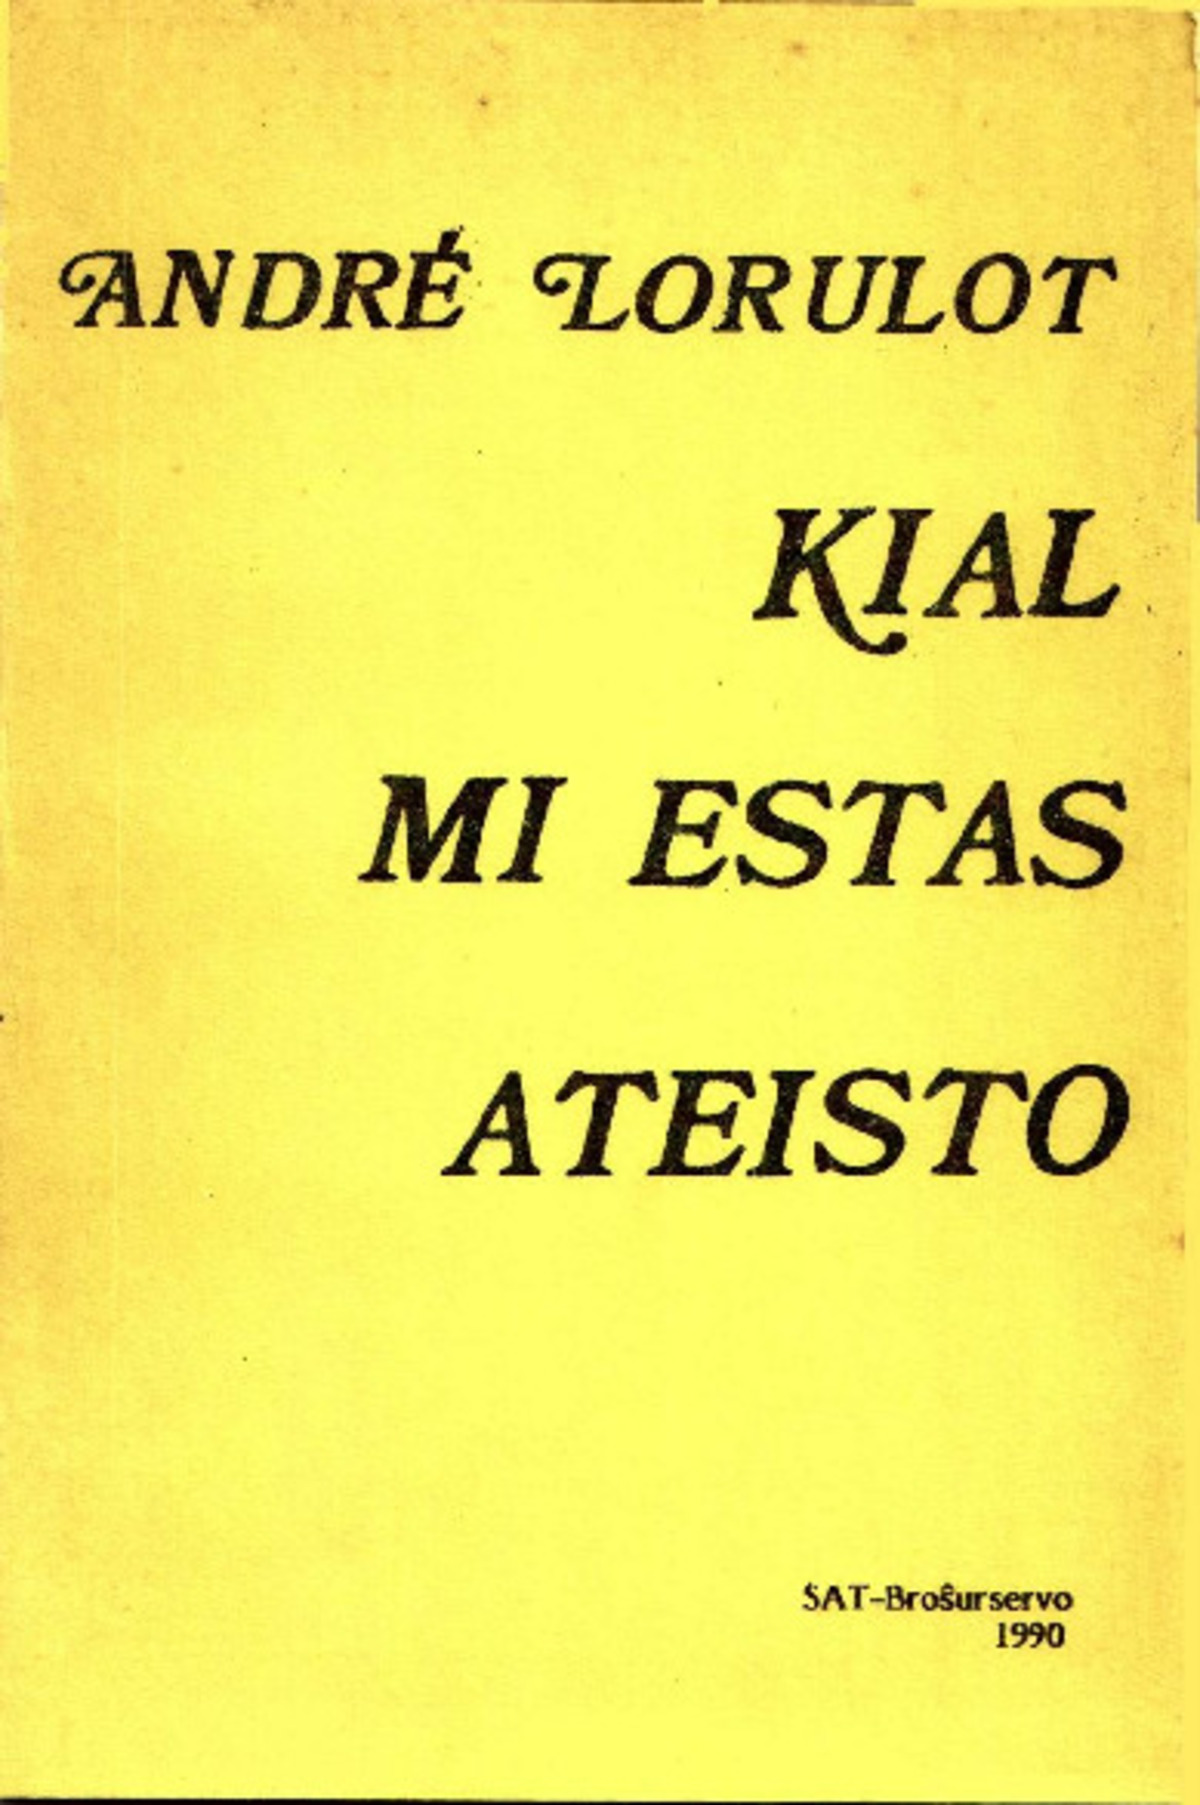 ANDRÉ LORULOT
KIAL
MI ESTAS
ATEISTO
SAT-Broŝurservo
1990